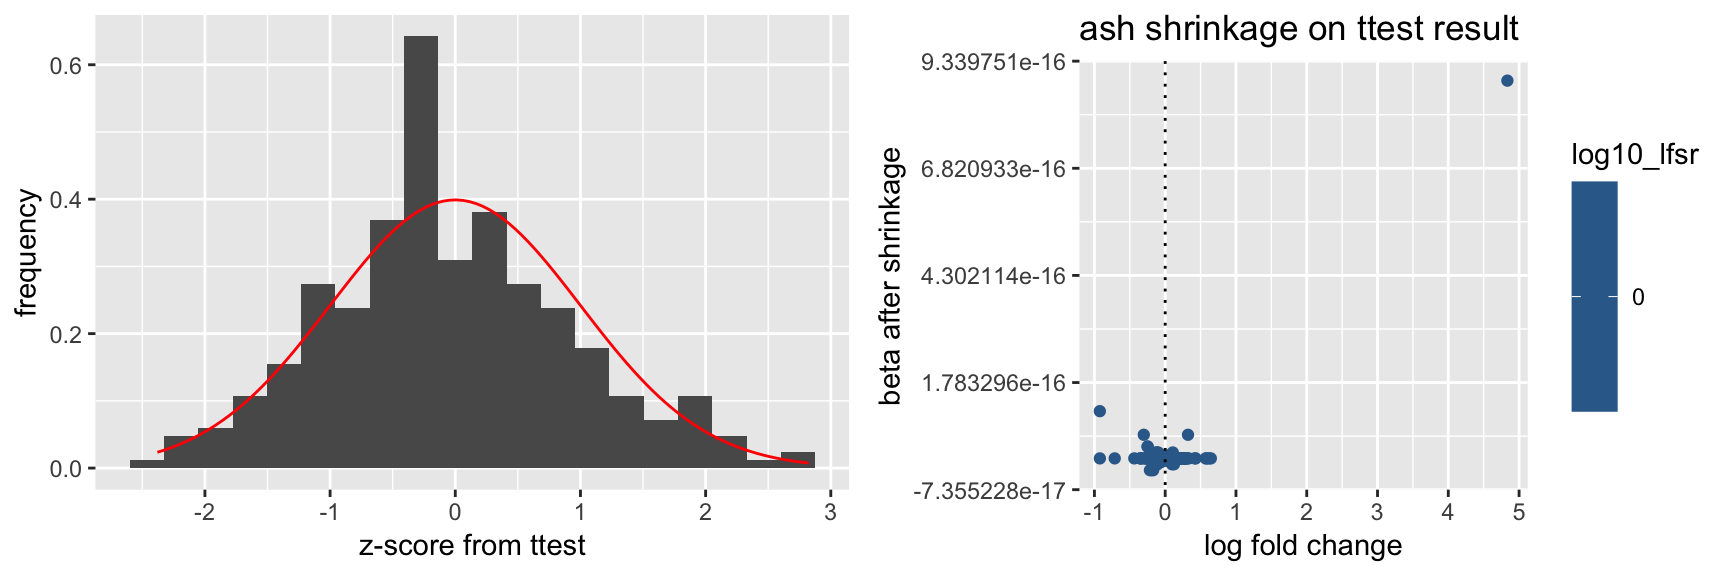 0.6
0.4
0.2
0.0
frequency
-2
-1
0
1
2
3
z-score from ttest
ash shrinkage on ttest result
9.339751e-16
6.820933e-16
4.302114e-16
1.783296e-16
-7.355228e-17
beta after shrinkage
-1
0
1
2
3
4
5
log fold change
log10_lfsr
0